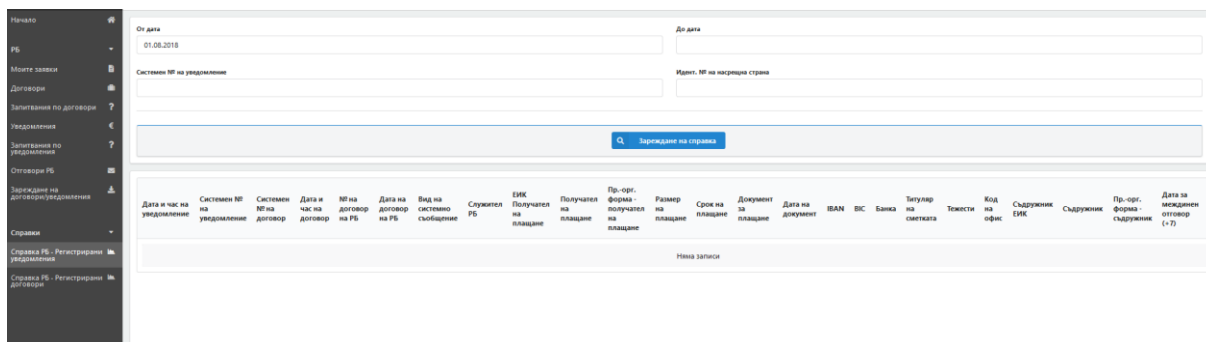 Начало
РБ
Моите заявки
Договори
Запитвания по договори
Уведомления
Запитвания по
уведомления
Отговори РБ
Зареждане на
договори/уведомления
Справки
Справка РБ - Регистрирани
уведомления
Справка РБ - Регистрирани
договори
От дата
До дата
01.08.2018
Системен № на уведомление
Идент. № на насрещна страна
Зареждане на справка
Дата и час на
уведомление
Системен №
на
уведомление
Системен
№ на
договор
Дата и
час на
договор
№ на
договор
на РБ
Дата на
договор
на РБ
Вид на
системно
съобщение
Служител
РБ
ЕИК
Получател
на
плащане
Получател
на
плащане
Пр.-орг.
форма -
получател
на
плащане
Размер
на
плащане
Срок на
плащане
Документ
за
плащане
Дата на
документ
IBAN
BIC
Банка
Титуляр
на
сметката
Тежести
Код
на
офис
Съдружник
ЕИК
Съдружник
Пр.-орг.
форма -
съдружник
Дата за
междинен
отговор
(+7)
Няма записи